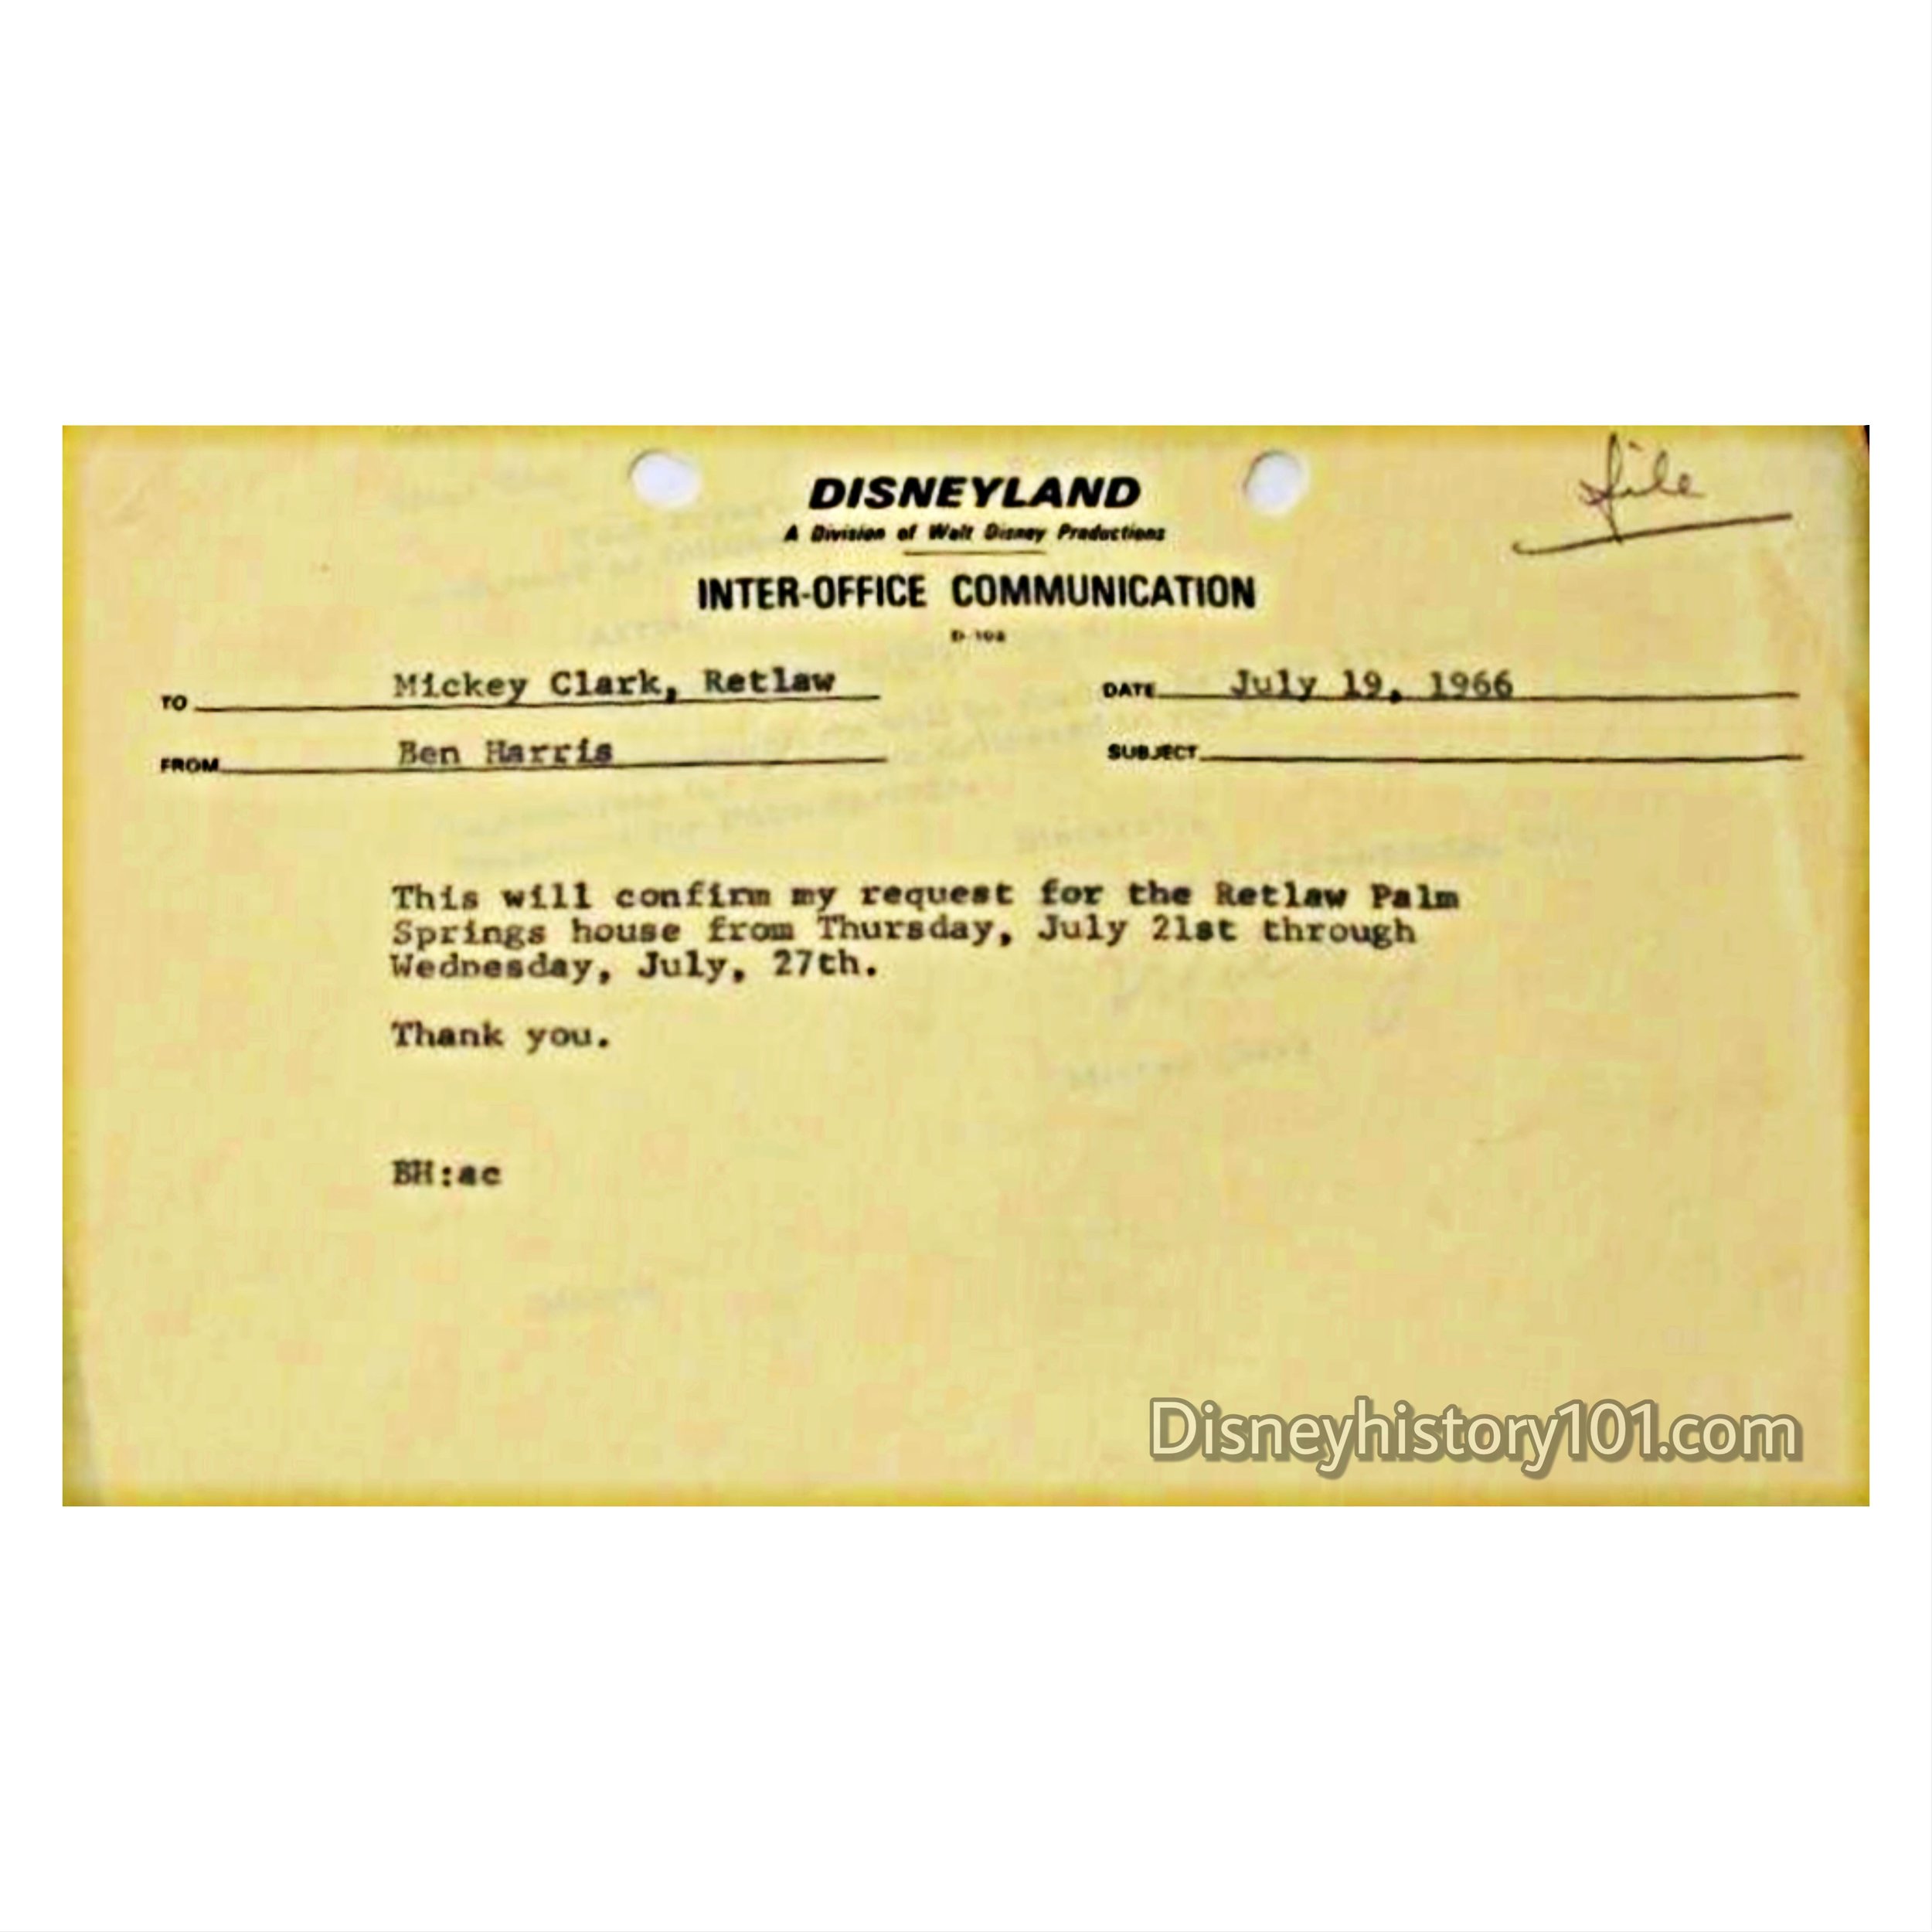 file
DISNEYLAND
A Division of Walt Disney Productions
INTER-OFFICE COMMUNICATION
TO Mickey Clark, Retlaw DATE July 19, 1966
FROM Ben Harris SUBJECT
This will confirm my request for the Retlaw Palm
Springs house from Thursday, July 21st through
Wednesday, July, 27th.
Thank you.
BH:ac
Disneyhistory101.com